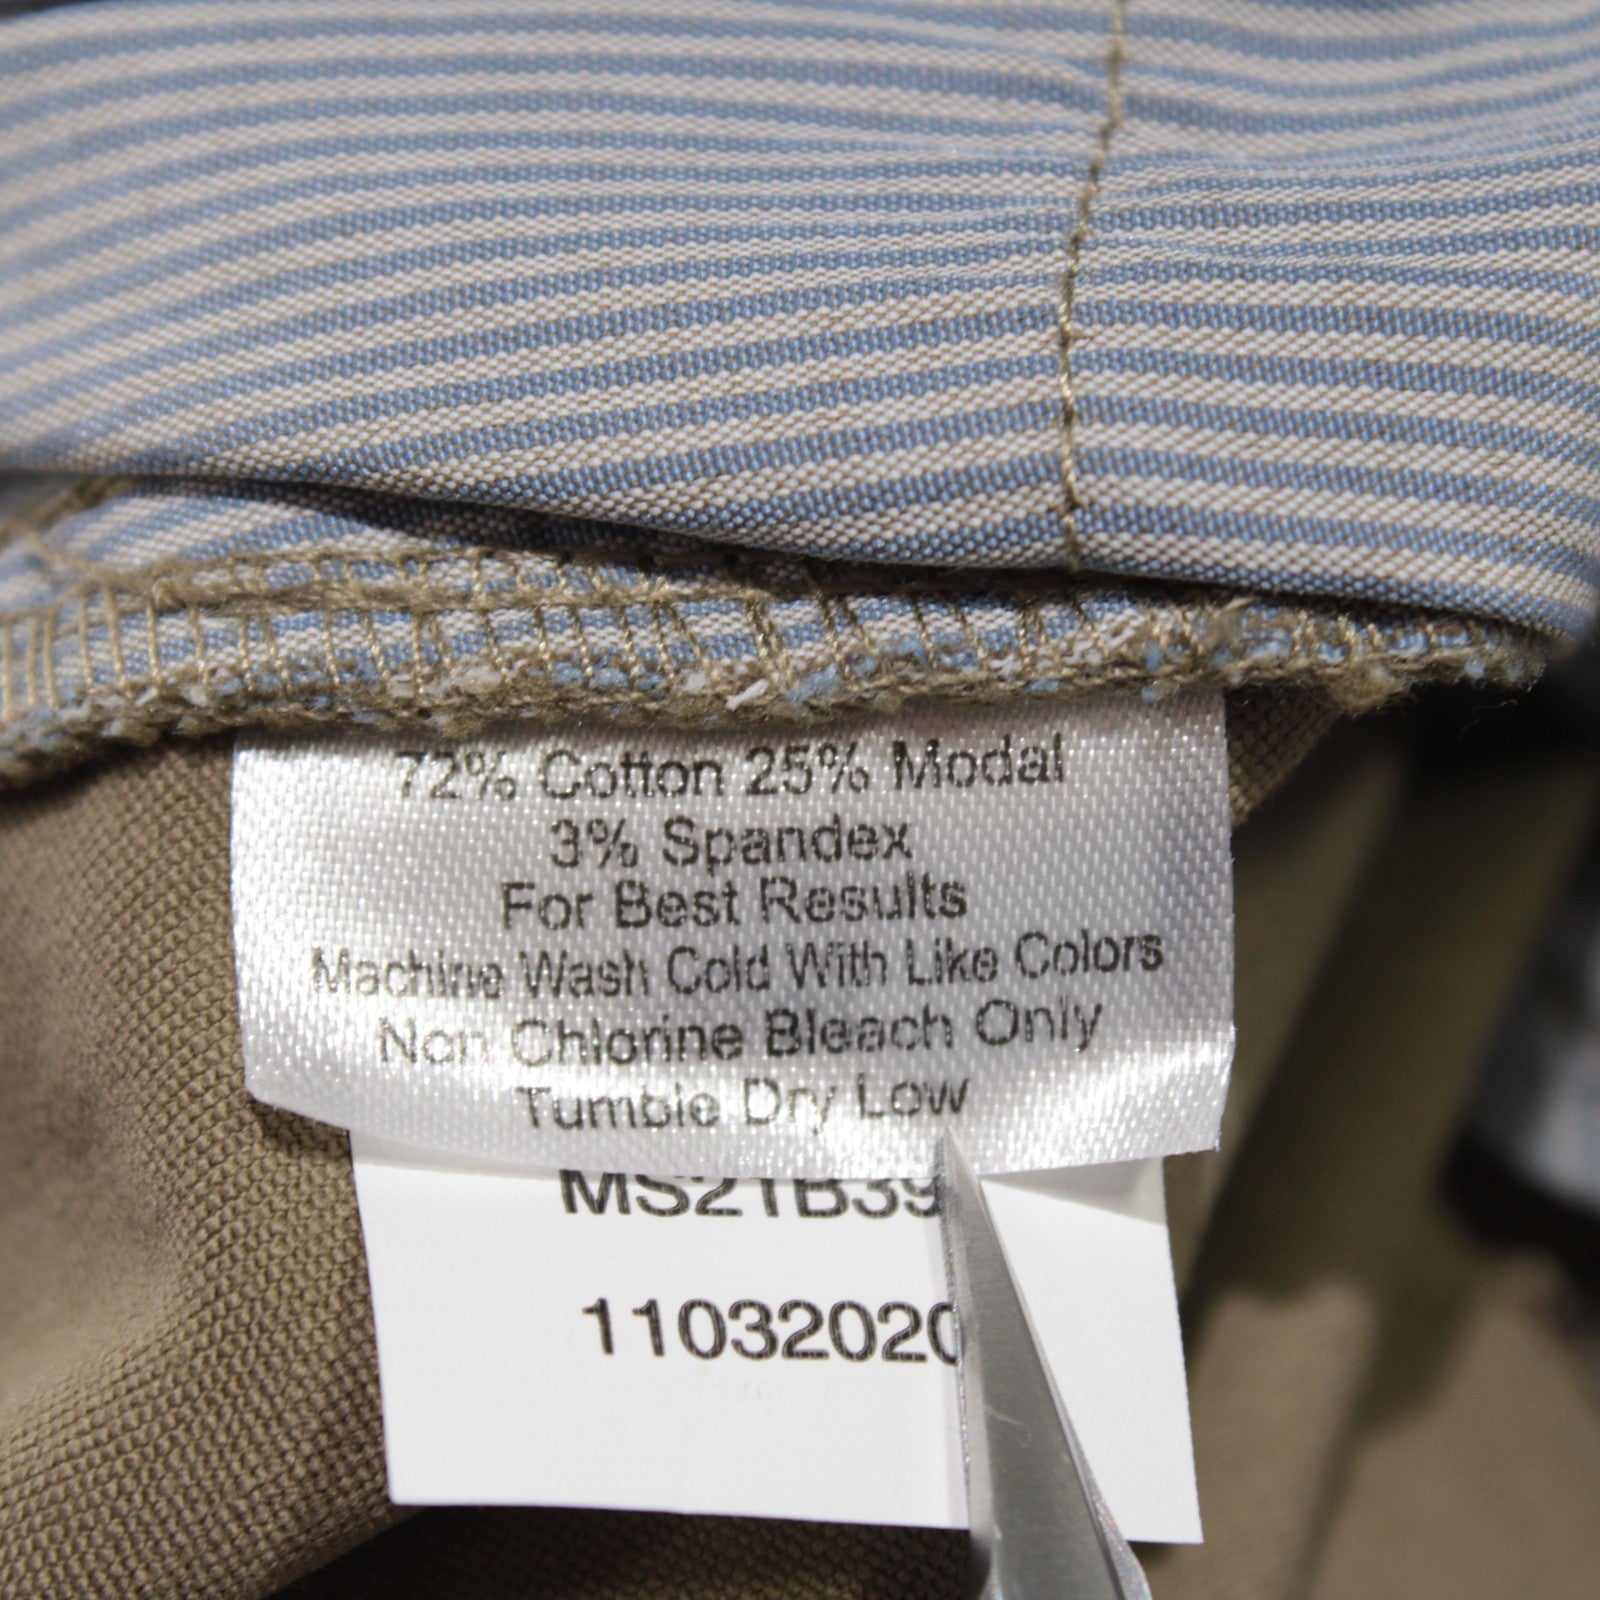 72% Cotton 25% Modal
3% Spandex
For Best Results
Machine Wash Cold With Like Colors
Non Chlorine Bleach Only
Tumble Dry Low
MS21B39
11032020